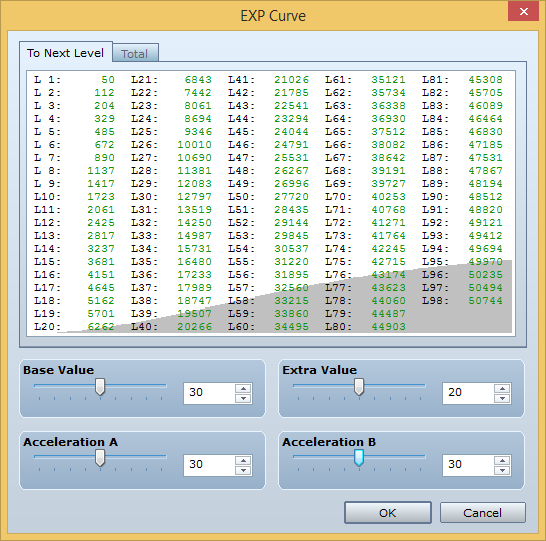 EXP Curve
To Next Level Total
L 1: 50 L21: 6843 L41: 21026 L61: 35121 L81: 45308
L 2: 112 L22: 7442 L42: 21785 L62: 35734 L82: 45705
L 3: 204 L23: 8061 L43: 22541 L63: 36338 L83: 46089
L 4: 329 L24: 8694 L44: 23294 L64: 36930 L84: 46464
L 5: 485 L25: 9346 L45: 24044 L65: 37512 L85: 46830
L 6: 672 L26: 10010 L46: 24791 L66: 38082 L86: 47185
L 7: 890 L27: 10690 L47: 25531 L67: 38642 L87: 47531
L 8: 1137 L28: 11381 L48: 26267 L68: 39191 L88: 47867
L 9: 1417 L29: 12083 L49: 26996 L69: 39727 L89: 48194
L10: 1723 L30: 12797 L50: 27720 L70: 40253 L90: 48512
L11: 2061 L31: 13519 L51: 28435 L71: 40768 L91: 48820
L12: 2425 L32: 14250 L52: 29144 L72: 41271 L92: 49121
L13: 2817 L33: 14987 L53: 29845 L73: 41764 L93: 49412
L14: 3237 L34: 15731 L54: 30537 L74: 42245 L94: 49694
L15: 3681 L35: 16480 L55: 31220 L75: 42715 L95: 49970
L16: 4151 L36: 17233 L56: 31895 L76: 43174 L96: 50235
L17: 4645 L37: 17989 L57: 32560 L77: 43623 L97: 50494
L18: 5162 L38: 18747 L58: 33215 L78: 44060 L98: 50744
L19: 5701 L39: 19507 L59: 33860 L79: 44487
L20: 6262 L40: 20266 L60: 34495 L80: 44903
Base Value
30
Extra Value
20
Acceleration A
30
Acceleration B
30
OK Cancel